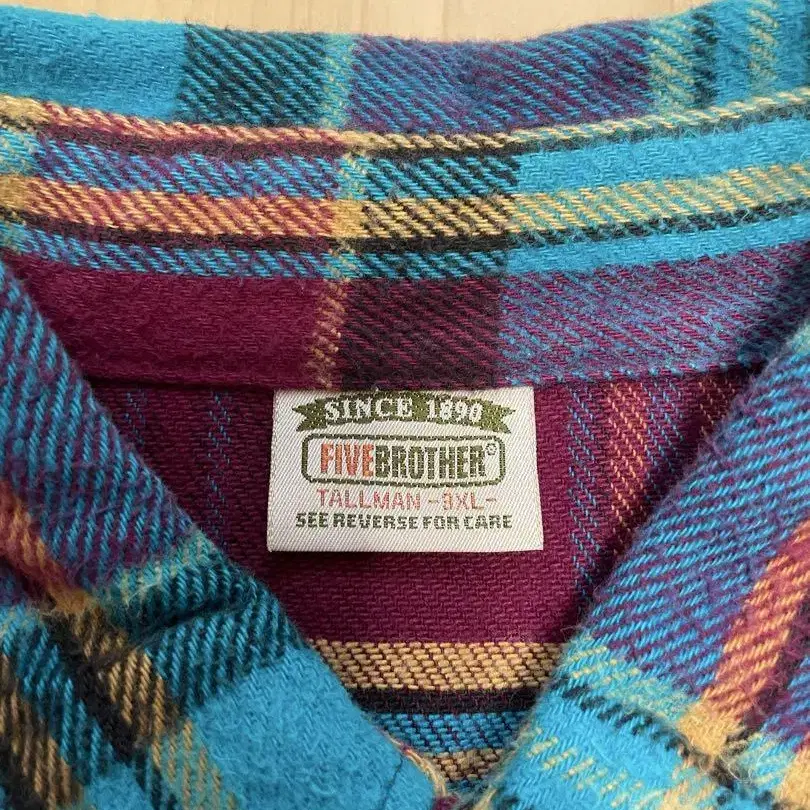 SINCE 1890
FIVEBROTHER®
TALLMAN -3XL-
SEE REVERSE FOR CARE